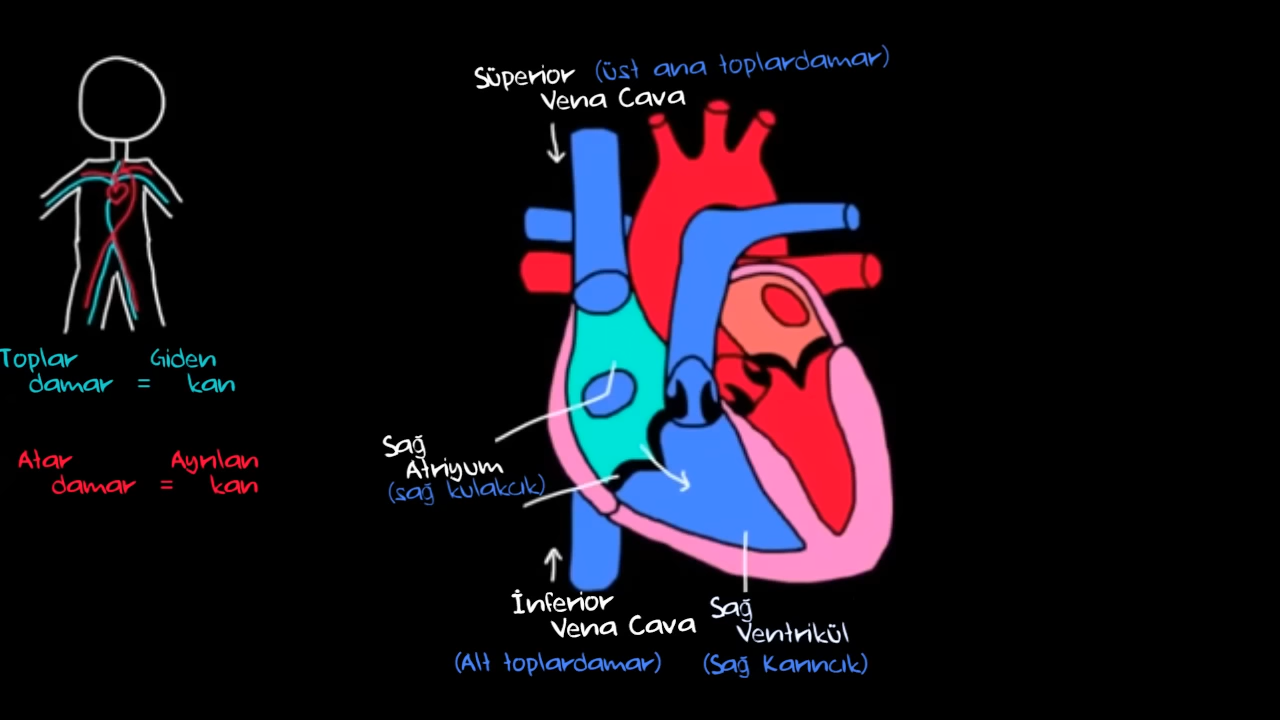 Süperior (üst ana toplardamar)
Vena Cava
Toplar Giden
damar = kan
Atar Ayrılan
damar = kan
Sağ
Atriyum
(sağ kulakcık)
İnferior
Vena Cava
(Alt toplardamar)
Sağ
Ventrikül
(Sağ Karıncık)